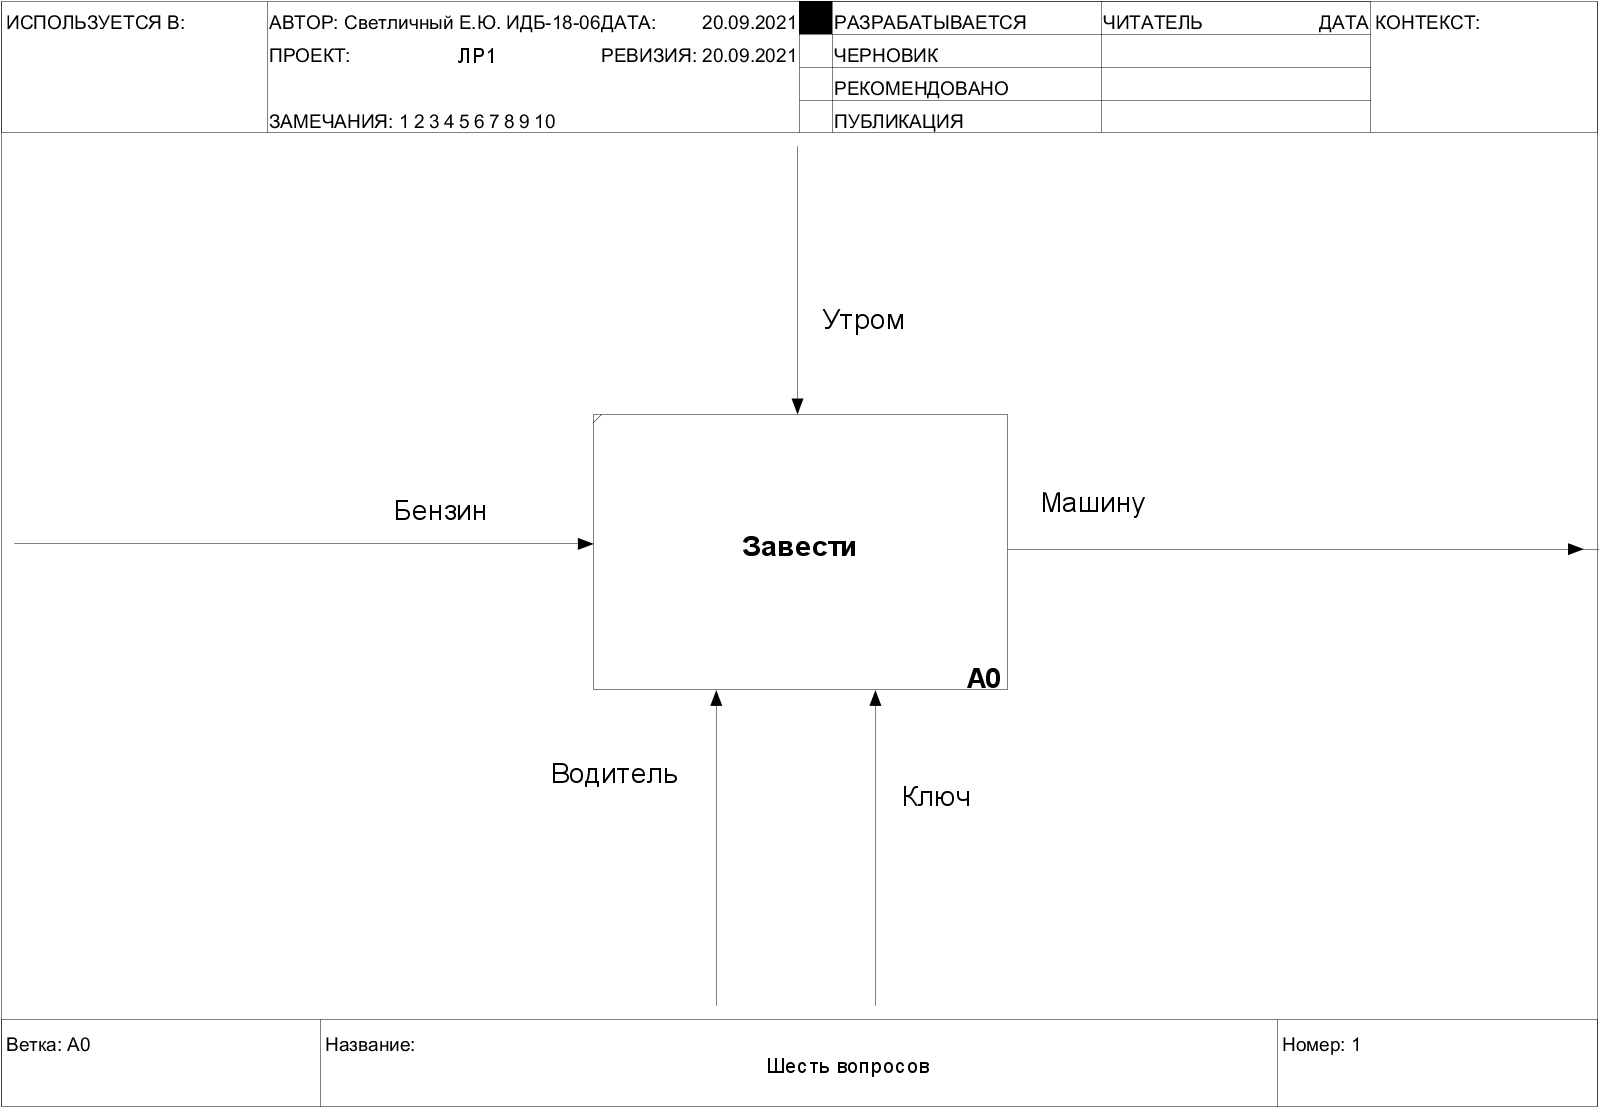 ИСПОЛЬЗУЕТСЯ В:
АВТОР: Светличный Е.Ю. ИДБ-18-06
ДАТА: 20.09.2021
ПРОЕКТ: ЛР1
РЕВИЗИЯ: 20.09.2021
ЗАМЕЧАНИЯ: 1 2 3 4 5 6 7 8 9 10
РАЗРАБАТЫВАЕТСЯ
ЧЕРНОВИК
РЕКОМЕНДОВАНО
ПУБЛИКАЦИЯ
ЧИТАТЕЛЬ
ДАТА
КОНТЕКСТ:
Утром
Бензин
Машину
Завести
A0
Водитель
Ключ
Ветка: A0
Название:
Шесть вопросов
Номер: 1